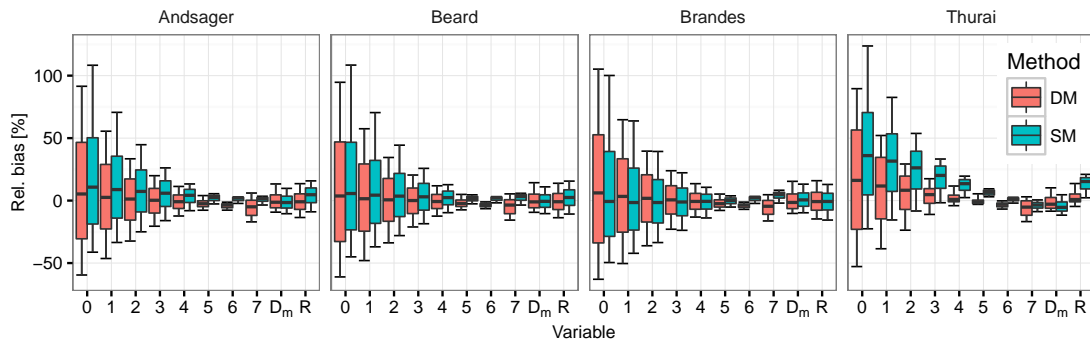 Andsager Beard Brandes Thurai
Rel. bias [%]
100
50
0
−50
0 1 2 3 4 5 6 7 Dm R 0 1 2 3 4 5 6 7 Dm R 0 1 2 3 4 5 6 7 Dm R 0 1 2 3 4 5 6 7 Dm R
Variable
Method
DM
SM